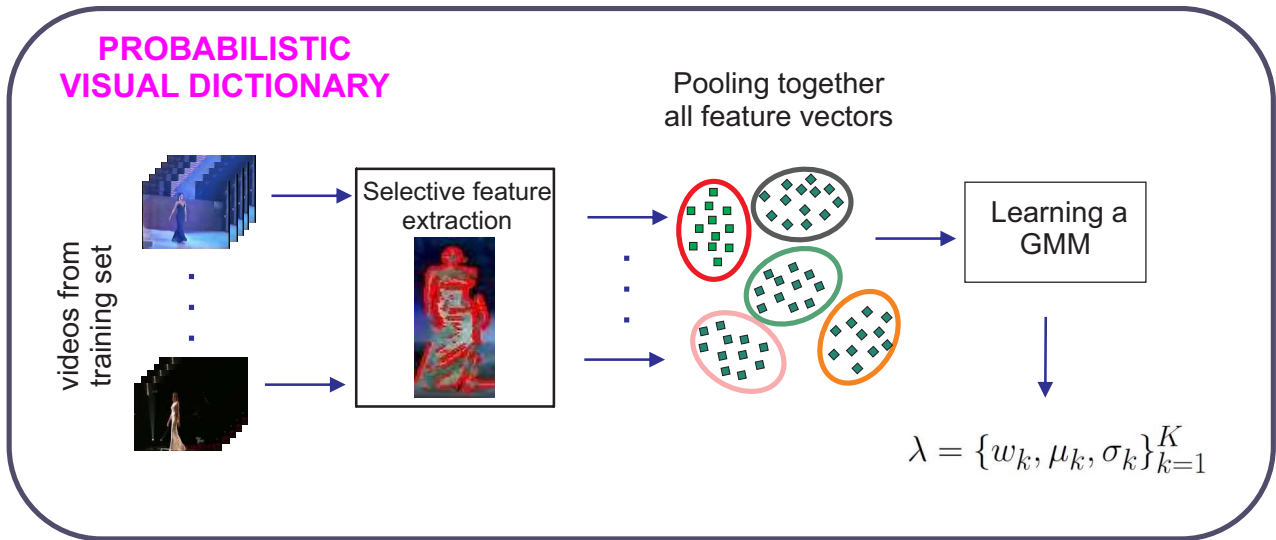 PROBABILISTIC
VISUAL DICTIONARY
videos from
training set
Selective feature
extraction
Pooling together
all feature vectors
Learning a
GMM
λ = {w_k, μ_k, σ_k}_{k=1}^{K}